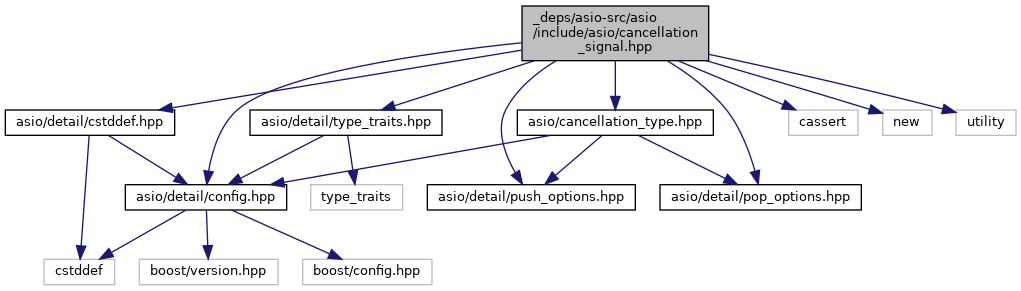 _deps/asio-src/asio
/include/asio/cancellation
_signal.hpp
asio/detail/cstddef.hpp
asio/detail/type_traits.hpp
asio/cancellation_type.hpp
cassert
new
utility
asio/detail/config.hpp
type_traits
asio/detail/push_options.hpp
asio/detail/pop_options.hpp
cstddef
boost/version.hpp
boost/config.hpp